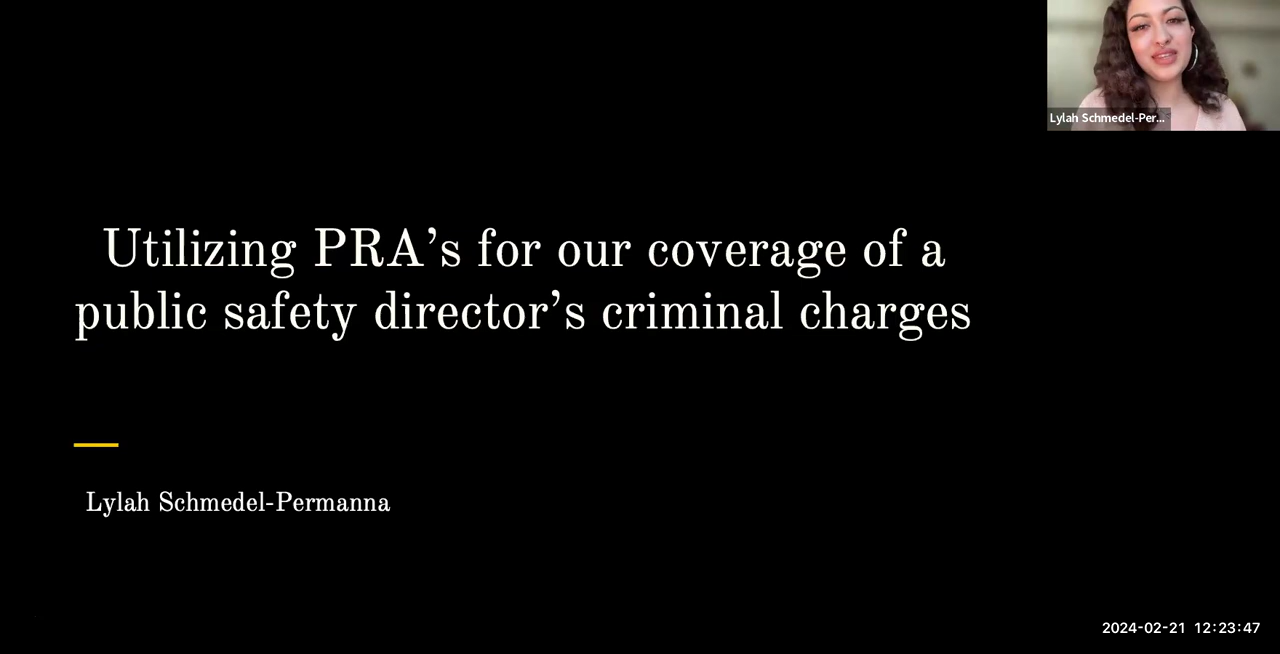 Lylah Schmedel-Per...
Utilizing PRA’s for our coverage of a
public safety director’s criminal charges
Lylah Schmedel-Permanna
2024-02-21 12:23:47